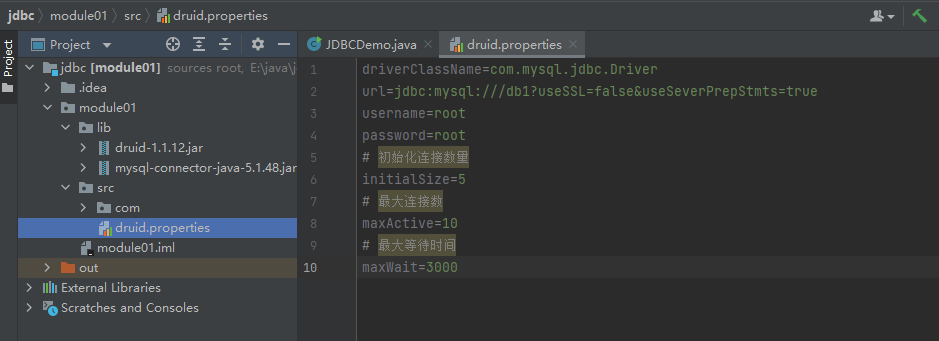 jdbc module01 src druid.properties
Project
Project
JDBCDemo.java
druid.properties
jdbc [module01] sources root, E:\java\j
.idea
module01
lib
druid-1.1.12.jar
mysql-connector-java-5.1.48.jar
src
com
druid.properties
module01.iml
out
External Libraries
Scratches and Consoles
1 driverClassName=com.mysql.jdbc.Driver
2 url=jdbc:mysql:///db1?useSSL=false&useSeverPrepStmts=true
3 username=root
4 password=root
5 # 初始化连接数量
6 initialSize=5
7 # 最大连接数
8 maxActive=10
9 # 最大等待时间
10 maxWait=3000